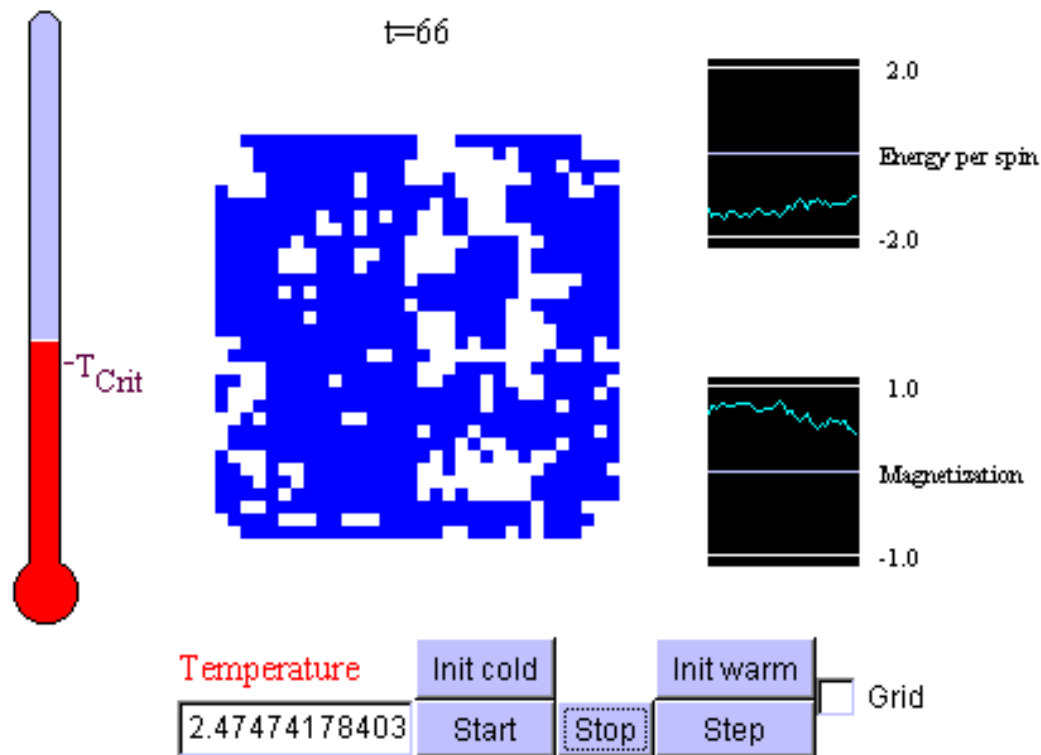 t=66
2.0
Energy per spin
-2.0
-TCrit
1.0
Magnetization
-1.0
Temperature
Init cold
Init warm
Grid
2.47474178403
Start
Stop
Step